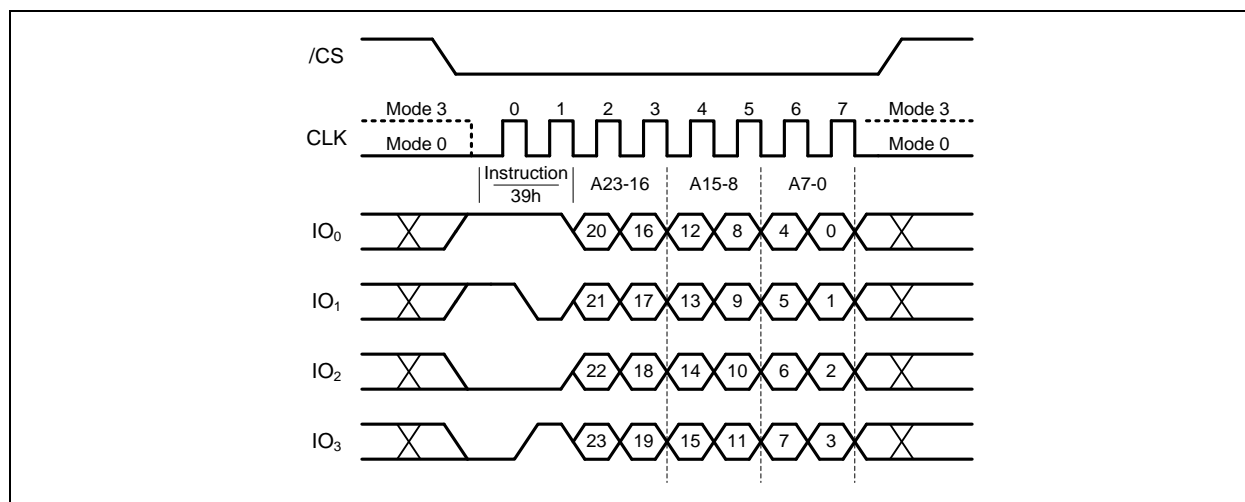 /CS
Mode 3 0 1 2 3 4 5 6 7 Mode 3
CLK
Mode 0 Mode 0
Instruction A23-16 A15-8 A7-0
39h
IO₀ 20 16 12 8 4 0
IO₁ 21 17 13 9 5 1
IO₂ 22 18 14 10 6 2
IO₃ 23 19 15 11 7 3